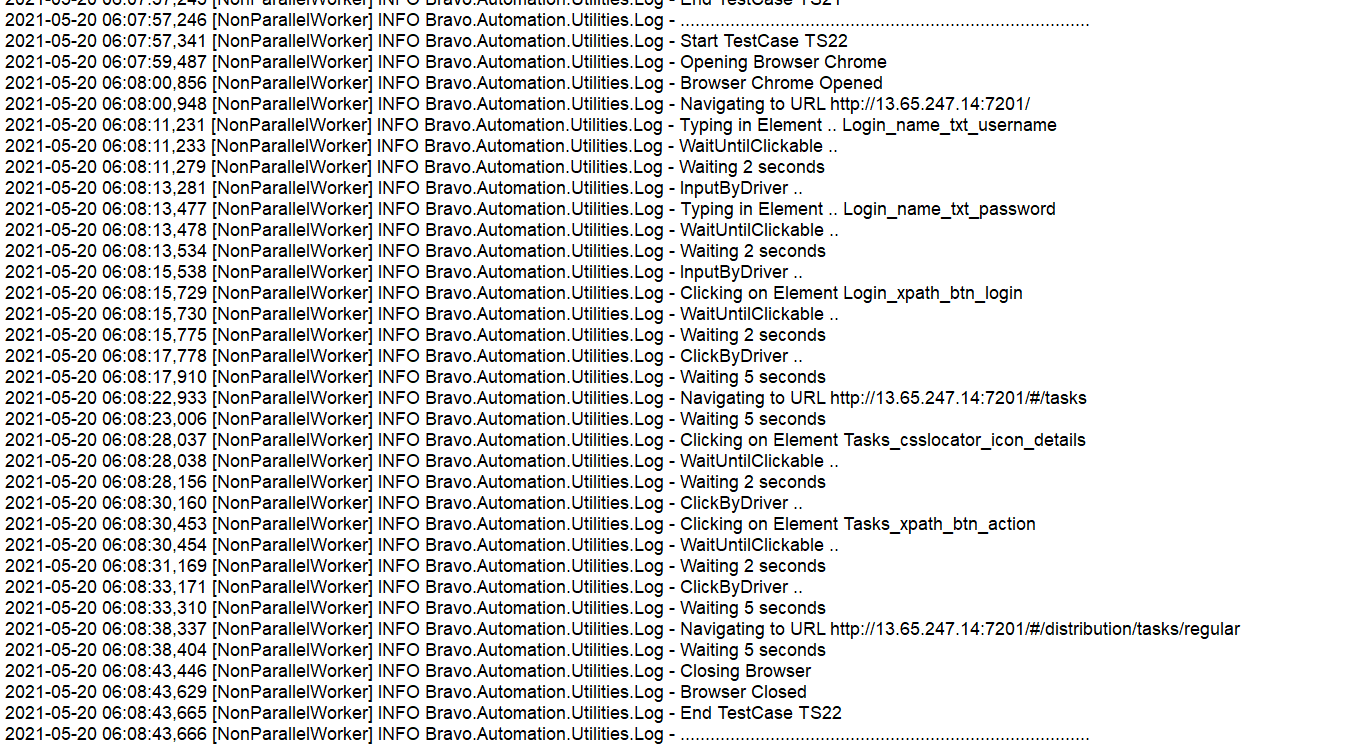 2021-05-20 06:07:57,245 [NonParallelWorker] INFO Bravo.Automation.Utilities.Log - End TestCase TS21
2021-05-20 06:07:57,246 [NonParallelWorker] INFO Bravo.Automation.Utilities.Log - ..................................................................................
2021-05-20 06:07:57,341 [NonParallelWorker] INFO Bravo.Automation.Utilities.Log - Start TestCase TS22
2021-05-20 06:07:59,487 [NonParallelWorker] INFO Bravo.Automation.Utilities.Log - Opening Browser Chrome
2021-05-20 06:08:00,856 [NonParallelWorker] INFO Bravo.Automation.Utilities.Log - Browser Chrome Opened
2021-05-20 06:08:00,948 [NonParallelWorker] INFO Bravo.Automation.Utilities.Log - Navigating to URL http://13.65.247.14:7201/
2021-05-20 06:08:11,231 [NonParallelWorker] INFO Bravo.Automation.Utilities.Log - Typing in Element .. Login_name_txt_username
2021-05-20 06:08:11,233 [NonParallelWorker] INFO Bravo.Automation.Utilities.Log - WaitUntilClickable ..
2021-05-20 06:08:11,279 [NonParallelWorker] INFO Bravo.Automation.Utilities.Log - Waiting 2 seconds
2021-05-20 06:08:13,281 [NonParallelWorker] INFO Bravo.Automation.Utilities.Log - InputByDriver ..
2021-05-20 06:08:13,477 [NonParallelWorker] INFO Bravo.Automation.Utilities.Log - Typing in Element .. Login_name_txt_password
2021-05-20 06:08:13,478 [NonParallelWorker] INFO Bravo.Automation.Utilities.Log - WaitUntilClickable ..
2021-05-20 06:08:13,534 [NonParallelWorker] INFO Bravo.Automation.Utilities.Log - Waiting 2 seconds
2021-05-20 06:08:15,538 [NonParallelWorker] INFO Bravo.Automation.Utilities.Log - InputByDriver ..
2021-05-20 06:08:15,729 [NonParallelWorker] INFO Bravo.Automation.Utilities.Log - Clicking on Element Login_xpath_btn_login
2021-05-20 06:08:15,730 [NonParallelWorker] INFO Bravo.Automation.Utilities.Log - WaitUntilClickable ..
2021-05-20 06:08:15,775 [NonParallelWorker] INFO Bravo.Automation.Utilities.Log - Waiting 2 seconds
2021-05-20 06:08:17,778 [NonParallelWorker] INFO Bravo.Automation.Utilities.Log - ClickByDriver ..
2021-05-20 06:08:17,910 [NonParallelWorker] INFO Bravo.Automation.Utilities.Log - Waiting 5 seconds
2021-05-20 06:08:22,933 [NonParallelWorker] INFO Bravo.Automation.Utilities.Log - Navigating to URL http://13.65.247.14:7201/#/tasks
2021-05-20 06:08:23,006 [NonParallelWorker] INFO Bravo.Automation.Utilities.Log - Waiting 5 seconds
2021-05-20 06:08:28,037 [NonParallelWorker] INFO Bravo.Automation.Utilities.Log - Clicking on Element Tasks_csslocator_icon_details
2021-05-20 06:08:28,038 [NonParallelWorker] INFO Bravo.Automation.Utilities.Log - WaitUntilClickable ..
2021-05-20 06:08:28,156 [NonParallelWorker] INFO Bravo.Automation.Utilities.Log - Waiting 2 seconds
2021-05-20 06:08:30,160 [NonParallelWorker] INFO Bravo.Automation.Utilities.Log - ClickByDriver ..
2021-05-20 06:08:30,453 [NonParallelWorker] INFO Bravo.Automation.Utilities.Log - Clicking on Element Tasks_xpath_btn_action
2021-05-20 06:08:30,454 [NonParallelWorker] INFO Bravo.Automation.Utilities.Log - WaitUntilClickable ..
2021-05-20 06:08:31,169 [NonParallelWorker] INFO Bravo.Automation.Utilities.Log - Waiting 2 seconds
2021-05-20 06:08:33,171 [NonParallelWorker] INFO Bravo.Automation.Utilities.Log - ClickByDriver ..
2021-05-20 06:08:33,310 [NonParallelWorker] INFO Bravo.Automation.Utilities.Log - Waiting 5 seconds
2021-05-20 06:08:38,337 [NonParallelWorker] INFO Bravo.Automation.Utilities.Log - Navigating to URL http://13.65.247.14:7201/#/distribution/tasks/regular
2021-05-20 06:08:38,404 [NonParallelWorker] INFO Bravo.Automation.Utilities.Log - Waiting 5 seconds
2021-05-20 06:08:43,446 [NonParallelWorker] INFO Bravo.Automation.Utilities.Log - Closing Browser
2021-05-20 06:08:43,629 [NonParallelWorker] INFO Bravo.Automation.Utilities.Log - Browser Closed
2021-05-20 06:08:43,665 [NonParallelWorker] INFO Bravo.Automation.Utilities.Log - End TestCase TS22
2021-05-20 06:08:43,666 [NonParallelWorker] INFO Bravo.Automation.Utilities.Log - ..................................................................................